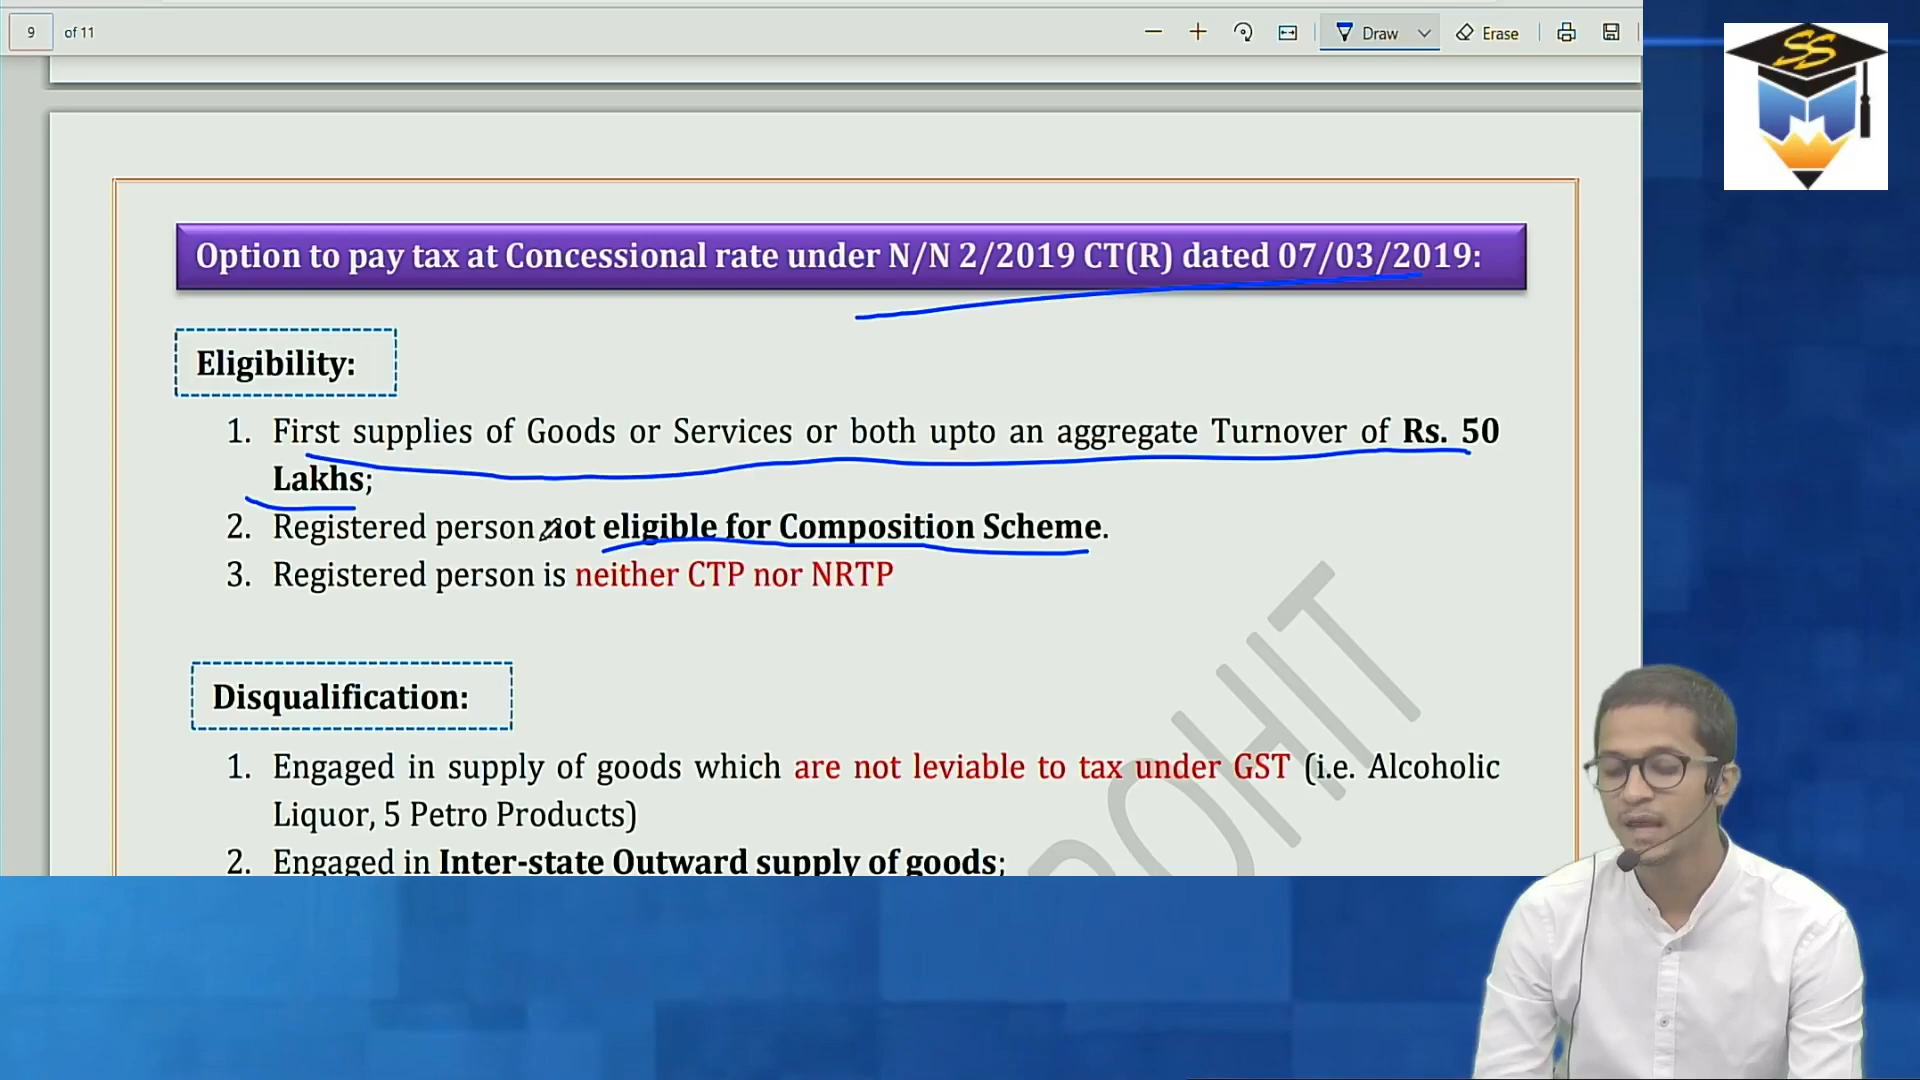 9 of 11
Draw
Erase
SS
Option to pay tax at Concessional rate under N/N 2/2019 CT(R) dated 07/03/2019:
Eligibility:
1. First supplies of Goods or Services or both upto an aggregate Turnover of Rs. 50
Lakhs;
2. Registered person not eligible for Composition Scheme.
3. Registered person is neither CTP nor NRTP
Disqualification:
1. Engaged in supply of goods which are not leviable to tax under GST (i.e. Alcoholic
Liquor, 5 Petro Products)
2. Engaged in Inter-state Outward supply of goods;
ROHIT